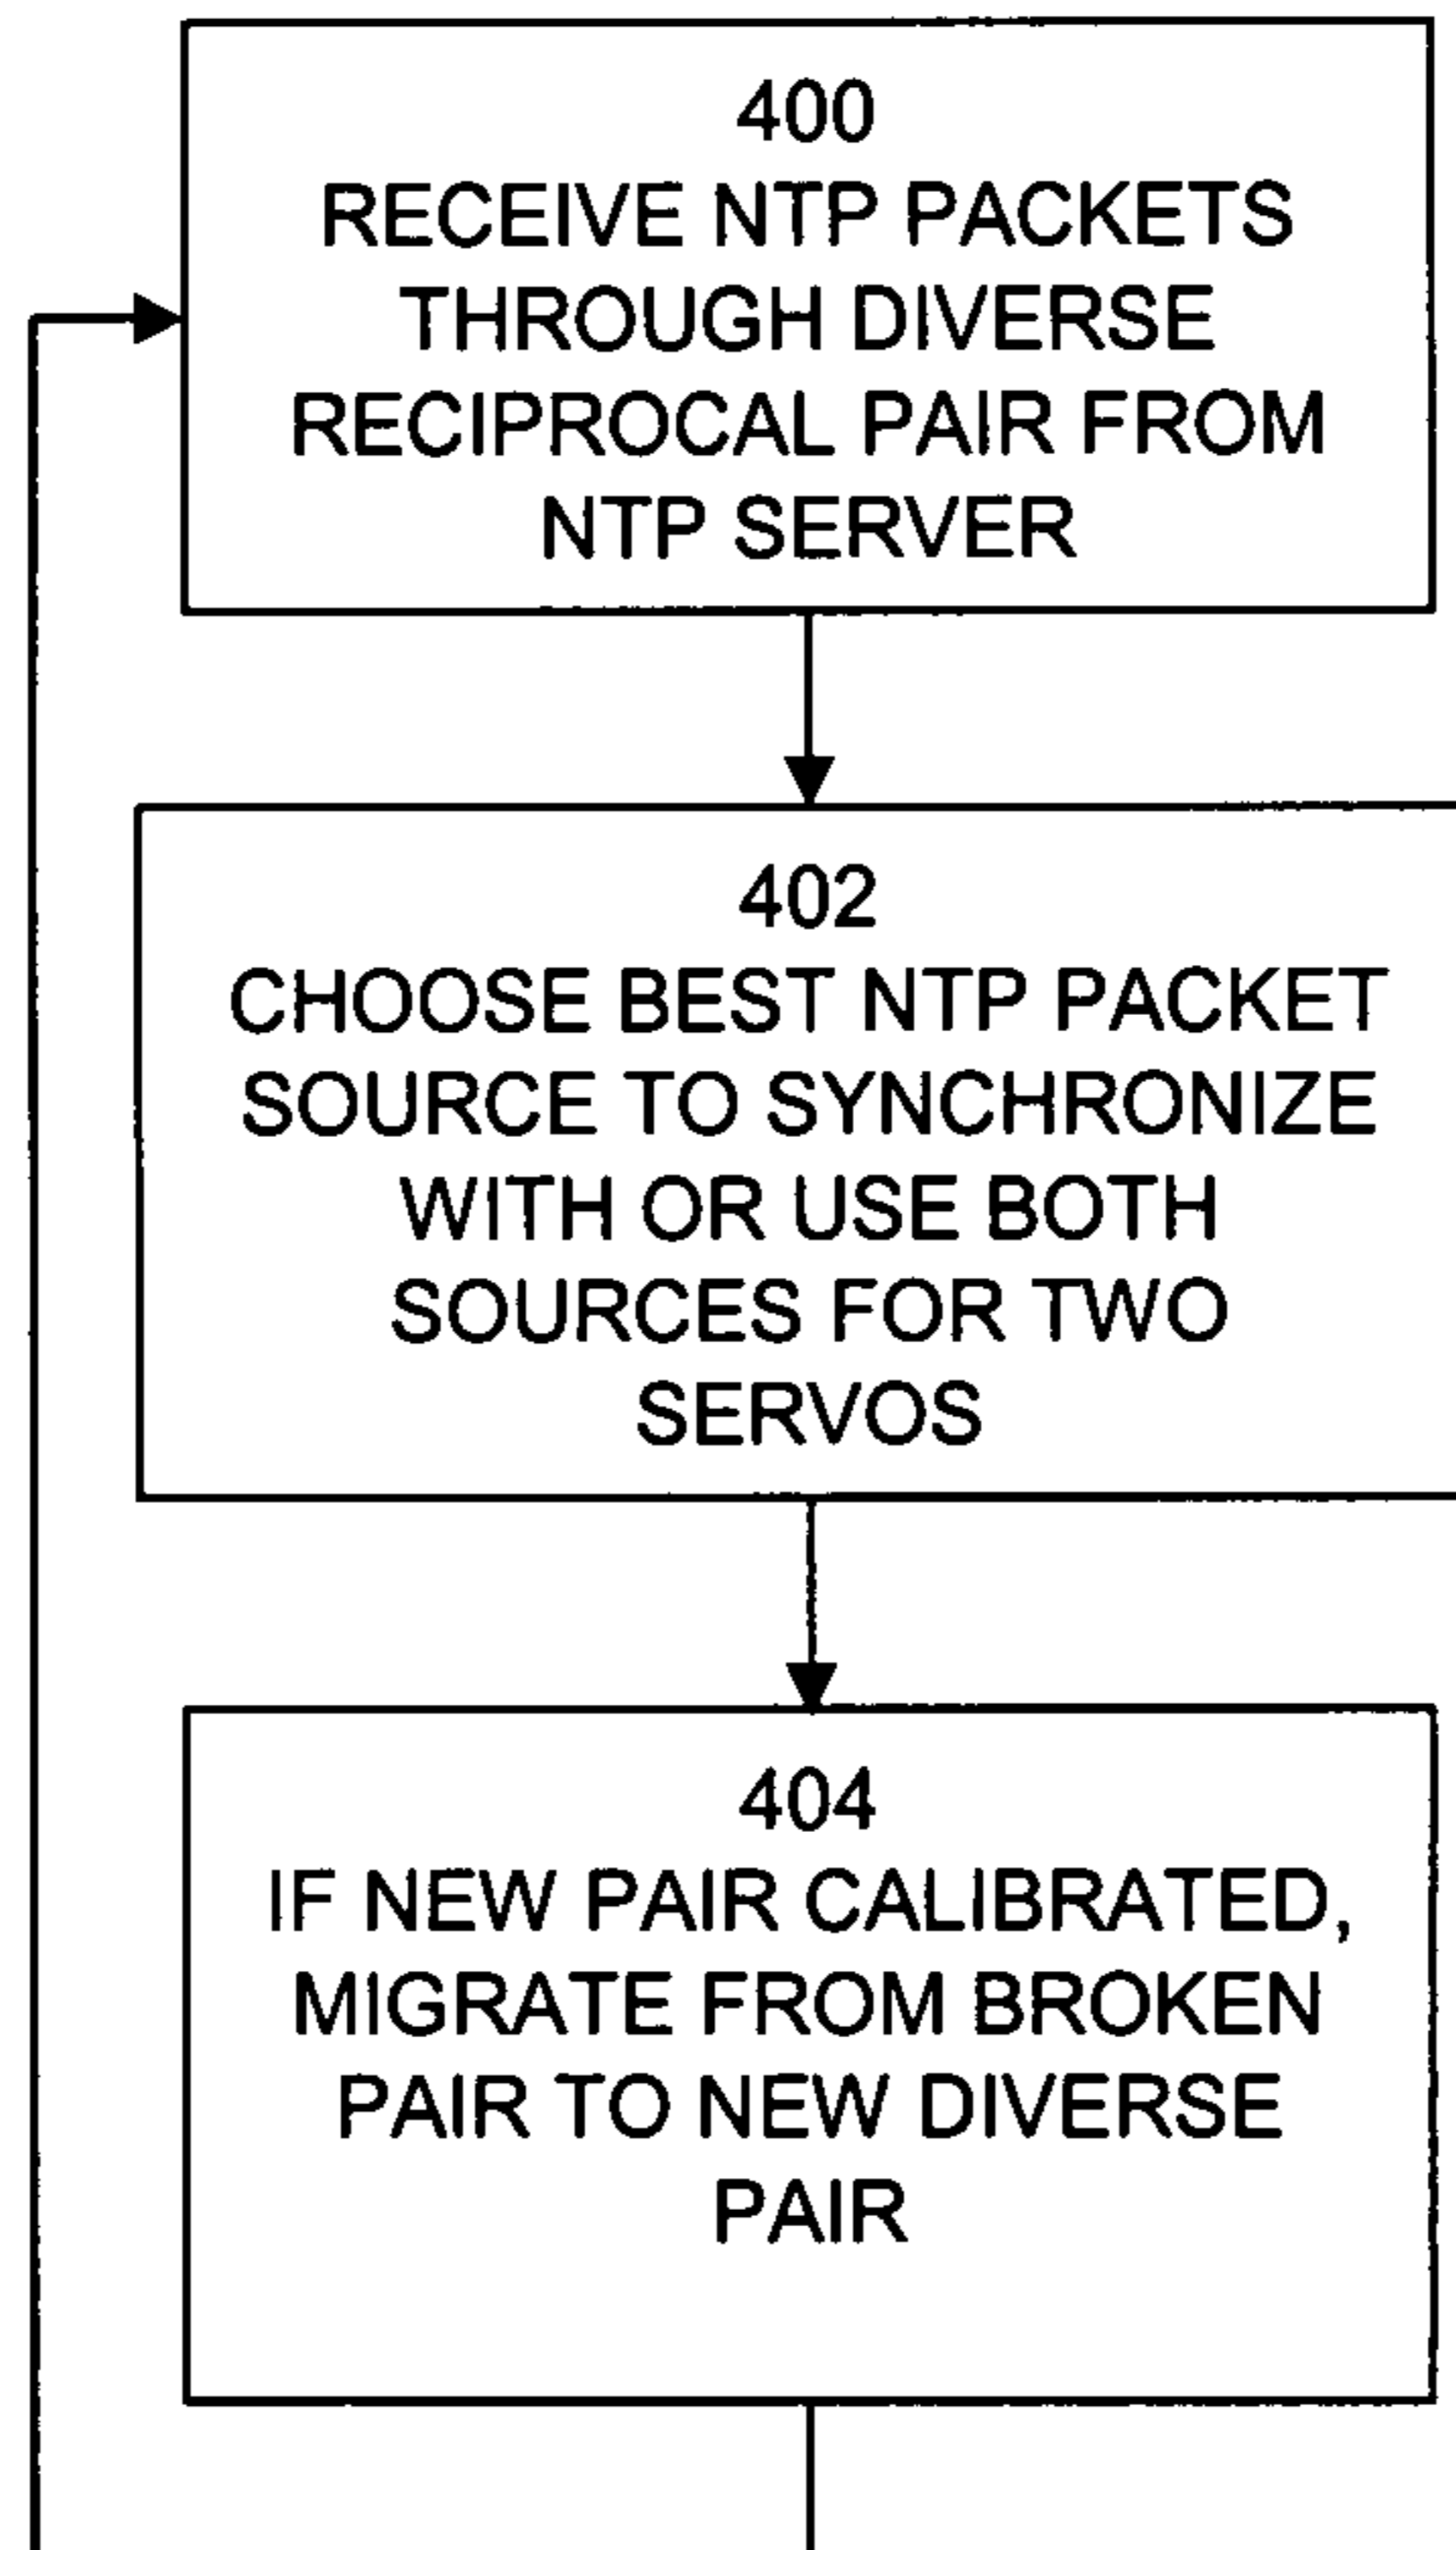 400
RECEIVE NTP PACKETS
THROUGH DIVERSE
RECIPROCAL PAIR FROM
NTP SERVER
402
CHOOSE BEST NTP PACKET
SOURCE TO SYNCHRONIZE
WITH OR USE BOTH
SOURCES FOR TWO
SERVOS
404
IF NEW PAIR CALIBRATED,
MIGRATE FROM BROKEN
PAIR TO NEW DIVERSE
PAIR